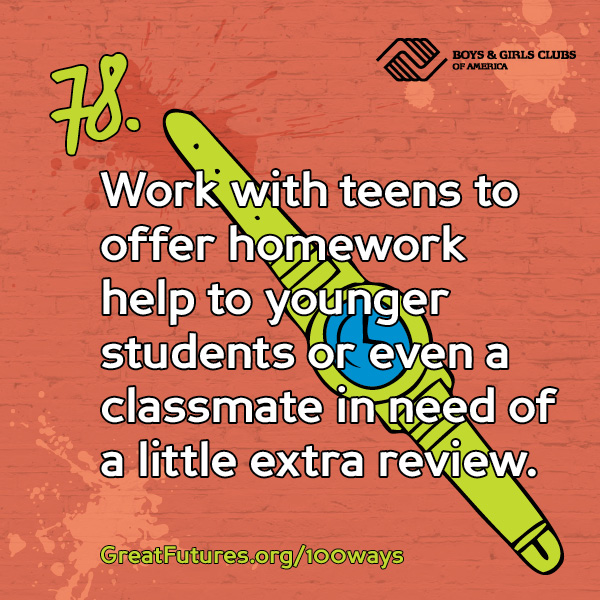 78.
BOYS & GIRLS CLUBS
OF AMERICA
Work with teens to
offer homework
help to younger
students or even a
classmate in need of
a little extra review.
GreatFutures.org/100ways